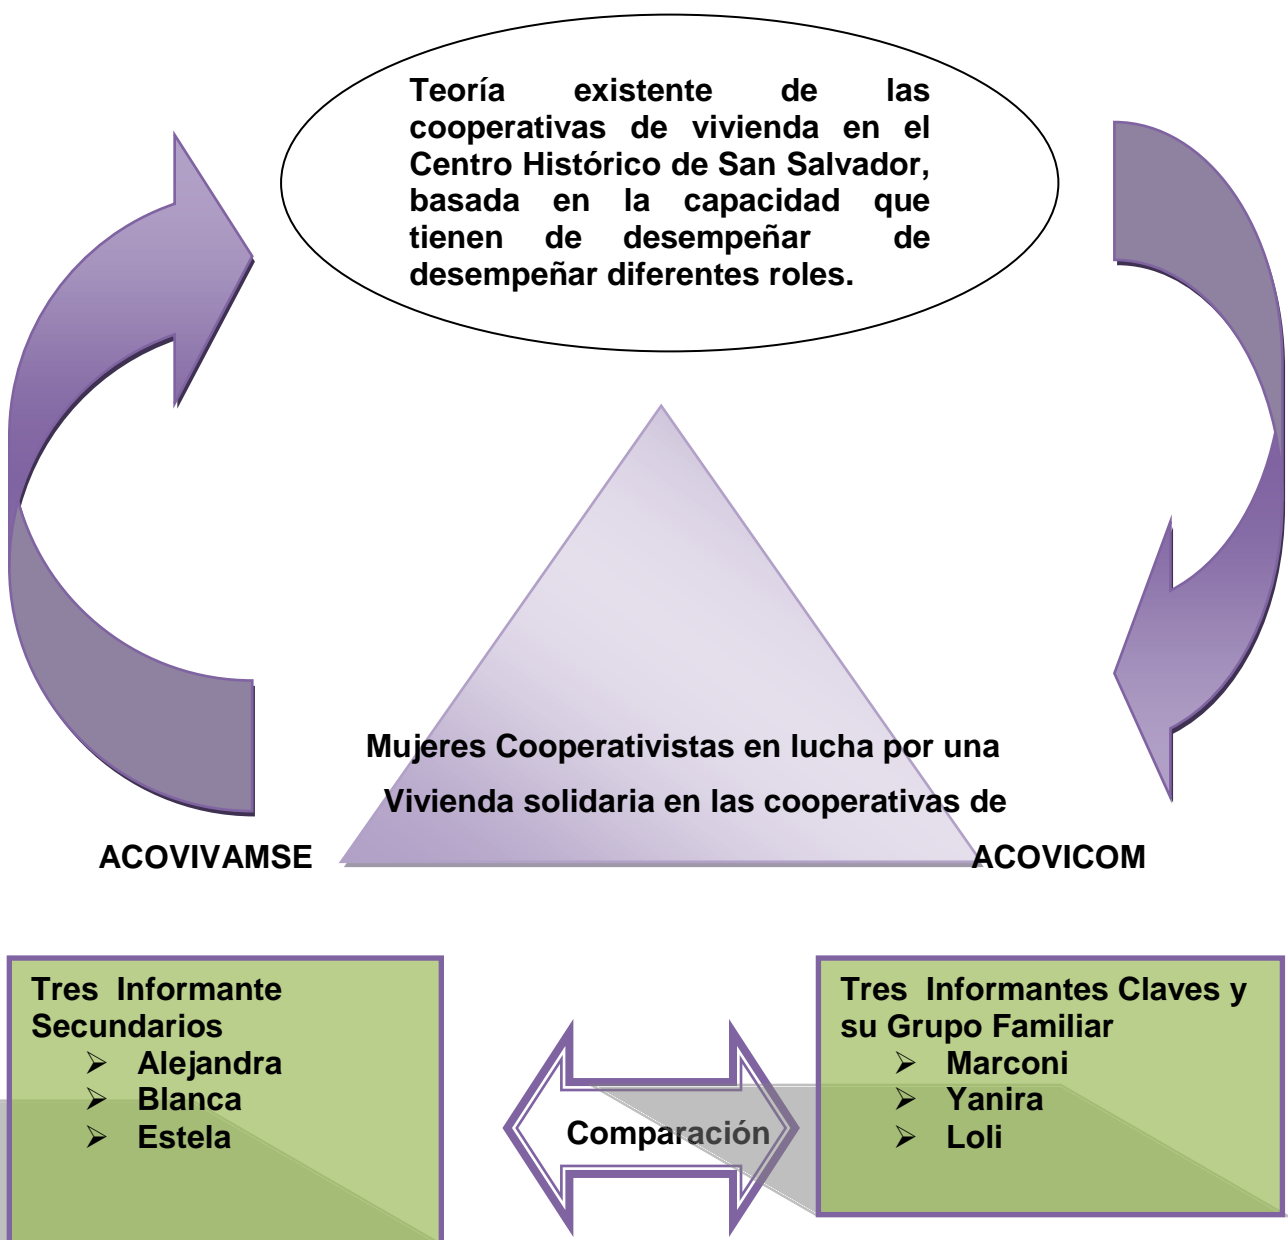 Teoría existente de las
cooperativas de vivienda en el
Centro Histórico de San Salvador,
basada en la capacidad que
tienen de desempeñar de
desempeñar diferentes roles.
Mujeres Cooperativistas en lucha por una
Vivienda solidaria en las cooperativas de
ACOVIVAMSE ACOVICOM
Tres Informante
Secundarios
➢ Alejandra
➢ Blanca
➢ Estela
Comparación
Tres Informantes Claves y
su Grupo Familiar
➢ Marconi
➢ Yanira
➢ Loli